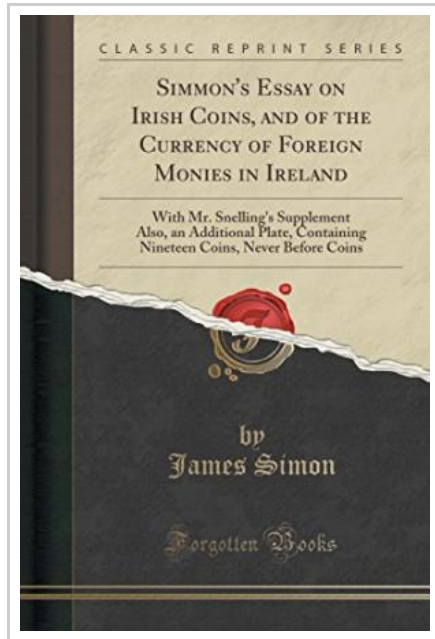 CLASSIC REPRINT SERIES
SIMMON'S ESSAY ON
IRISH COINS, AND OF THE
CURRENCY OF FOREIGN
MONIES IN IRELAND
With Mr. Snelling's Supplement
Also, an Additional Plate, Containing
Nineteen Coins, Never Before Coins
by
James Simon
Forgotten Books